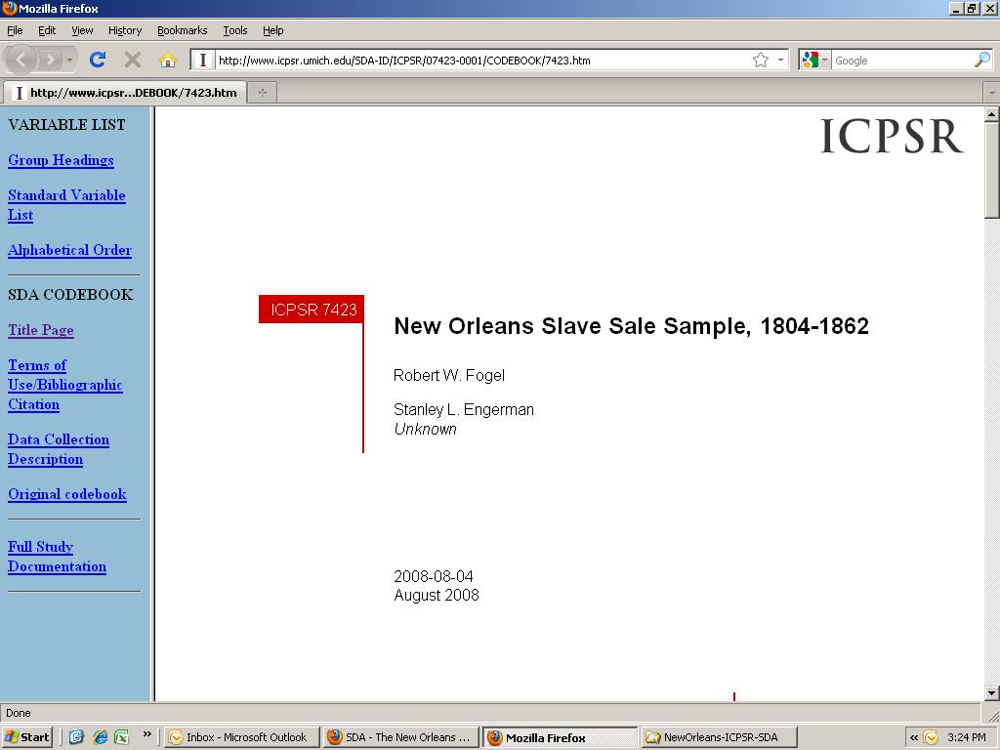 Mozilla Firefox
File Edit View History Bookmarks Tools Help
I http://www.icpsr.umich.edu/SDA-ID/ICPSR/07423-0001/CODEBOOK/7423.htm Google
I http://www.icpsr...DEBOOK/7423.htm
VARIABLE LIST
Group Headings
Standard Variable
List
Alphabetical Order
SDA CODEBOOK
Title Page
Terms of
Use/Bibliographic
Citation
Data Collection
Description
Original codebook
Full Study
Documentation
ICPSR
ICPSR 7423
New Orleans Slave Sale Sample, 1804-1862
Robert W. Fogel
Stanley L. Engerman
Unknown
2008-08-04
August 2008
Done
Start » Inbox - Microsoft Outlook SDA - The New Orleans ... Mozilla Firefox NewOrleans-ICPSR-SDA « 3:24 PM